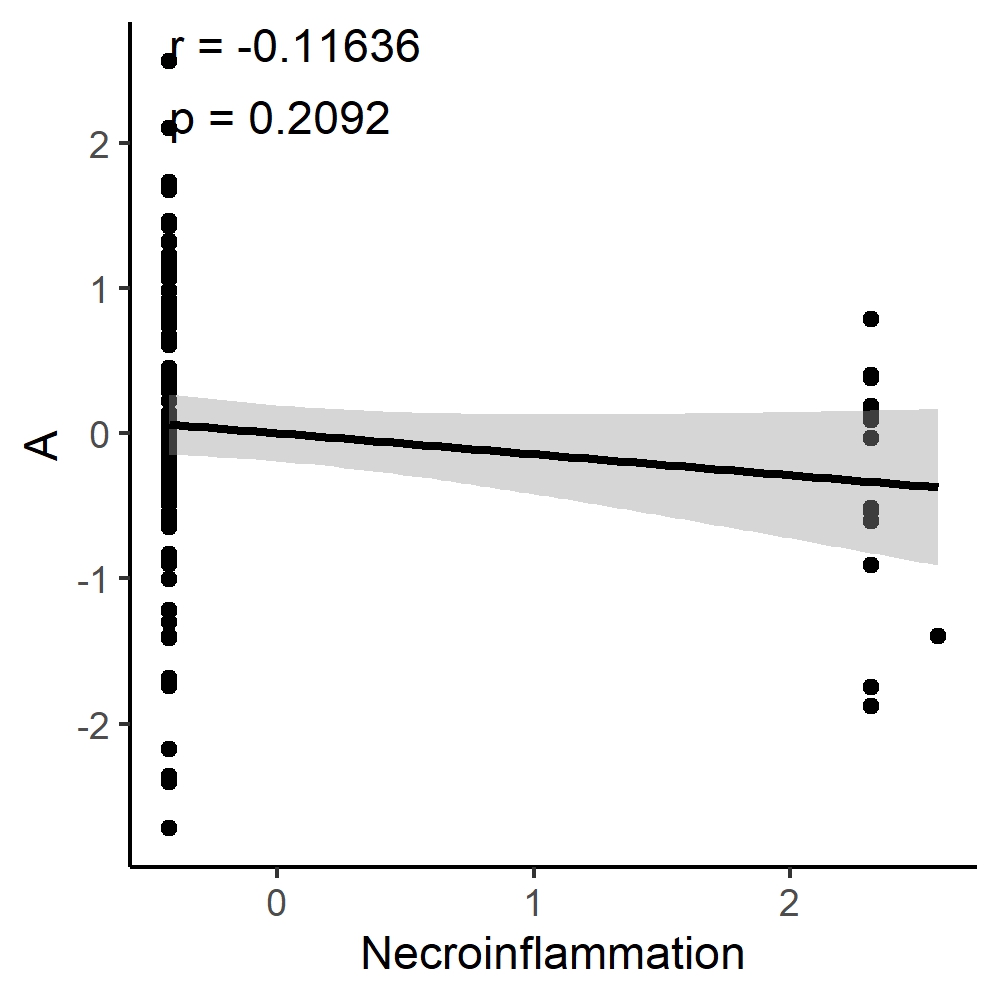 r = -0.11636
p = 0.2092
2
1
0
-1
-2
A
0 1 2
Necroinflammation